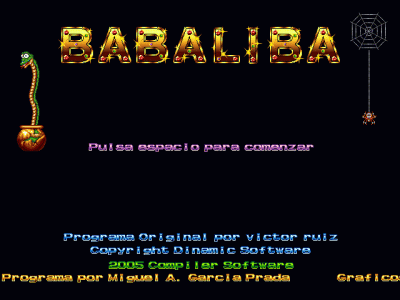 BABALIBA
Pulsa espacio para comenzar
Programa Original por victor ruiz
Copyright Dinamic Software
2005 Compiler Software
Programa por Miguel A. Garcia Prada Grafico